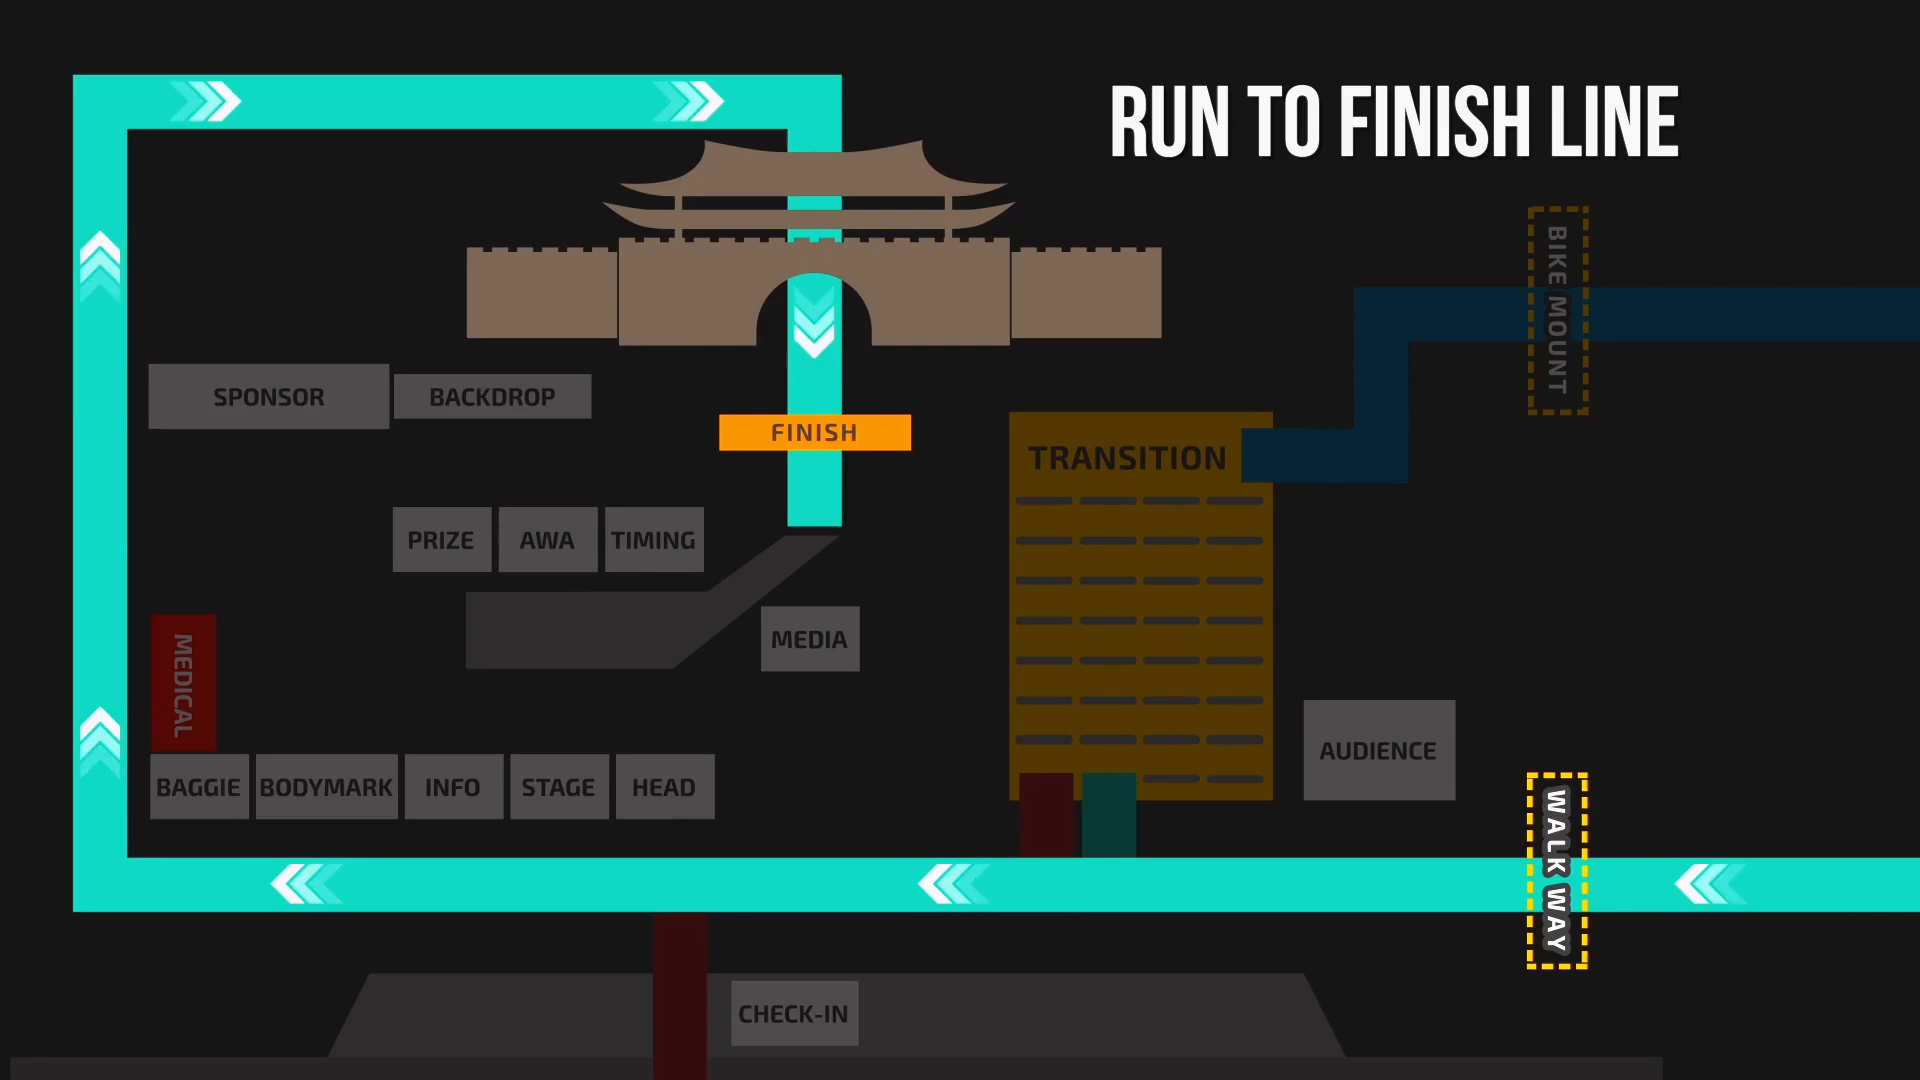 RUN TO FINISH LINE
BIKE MOUNT
SPONSOR
BACKDROP
FINISH
TRANSITION
PRIZE
AWA
TIMING
MEDIA
MEDICAL
AUDIENCE
BAGGIE
BODYMARK
INFO
STAGE
HEAD
WALK WAY
CHECK-IN